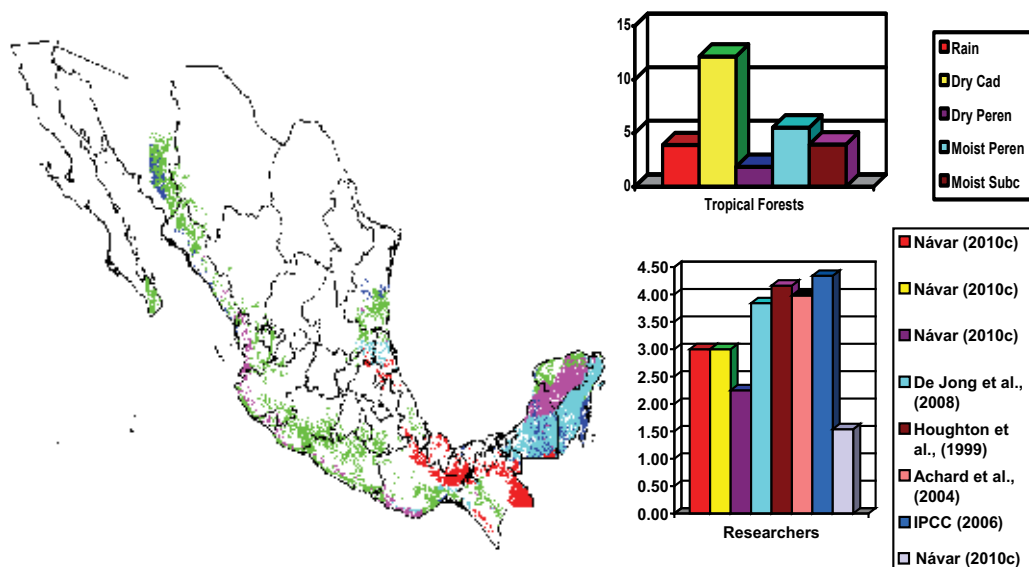 15
10
5
0
Tropical Forests
Rain
Dry Cad
Dry Peren
Moist Peren
Moist Subc
4.50
4.00
3.50
3.00
2.50
2.00
1.50
1.00
0.50
0.00
Researchers
Návar (2010c)
Návar (2010c)
Návar (2010c)
De Jong et al.,
(2008)
Houghton et
al., (1999)
Achard et al.,
(2004)
IPCC (2006)
Návar (2010c)